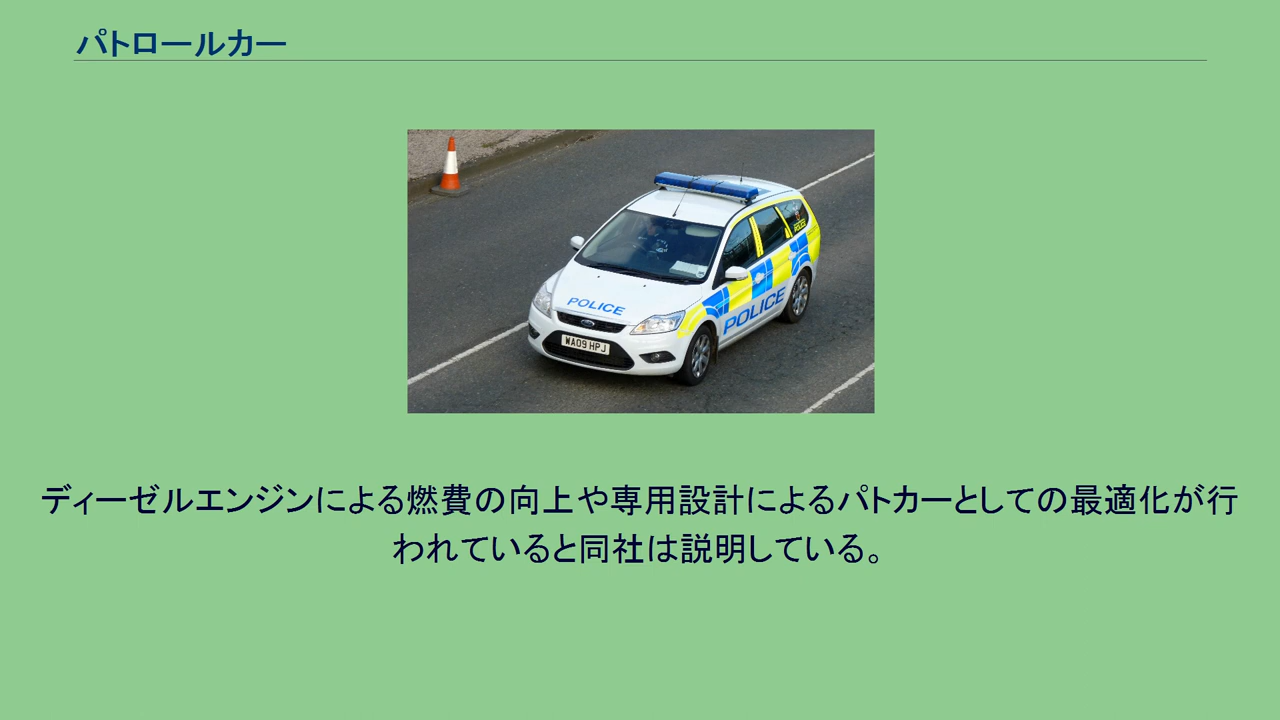 パトロールカー
POLICE
POLICE
POLICE
WA09 HPJ
ディーゼルエンジンによる燃費の向上や専用設計によるパトカーとしての最適化が行
われていると同社は説明している。